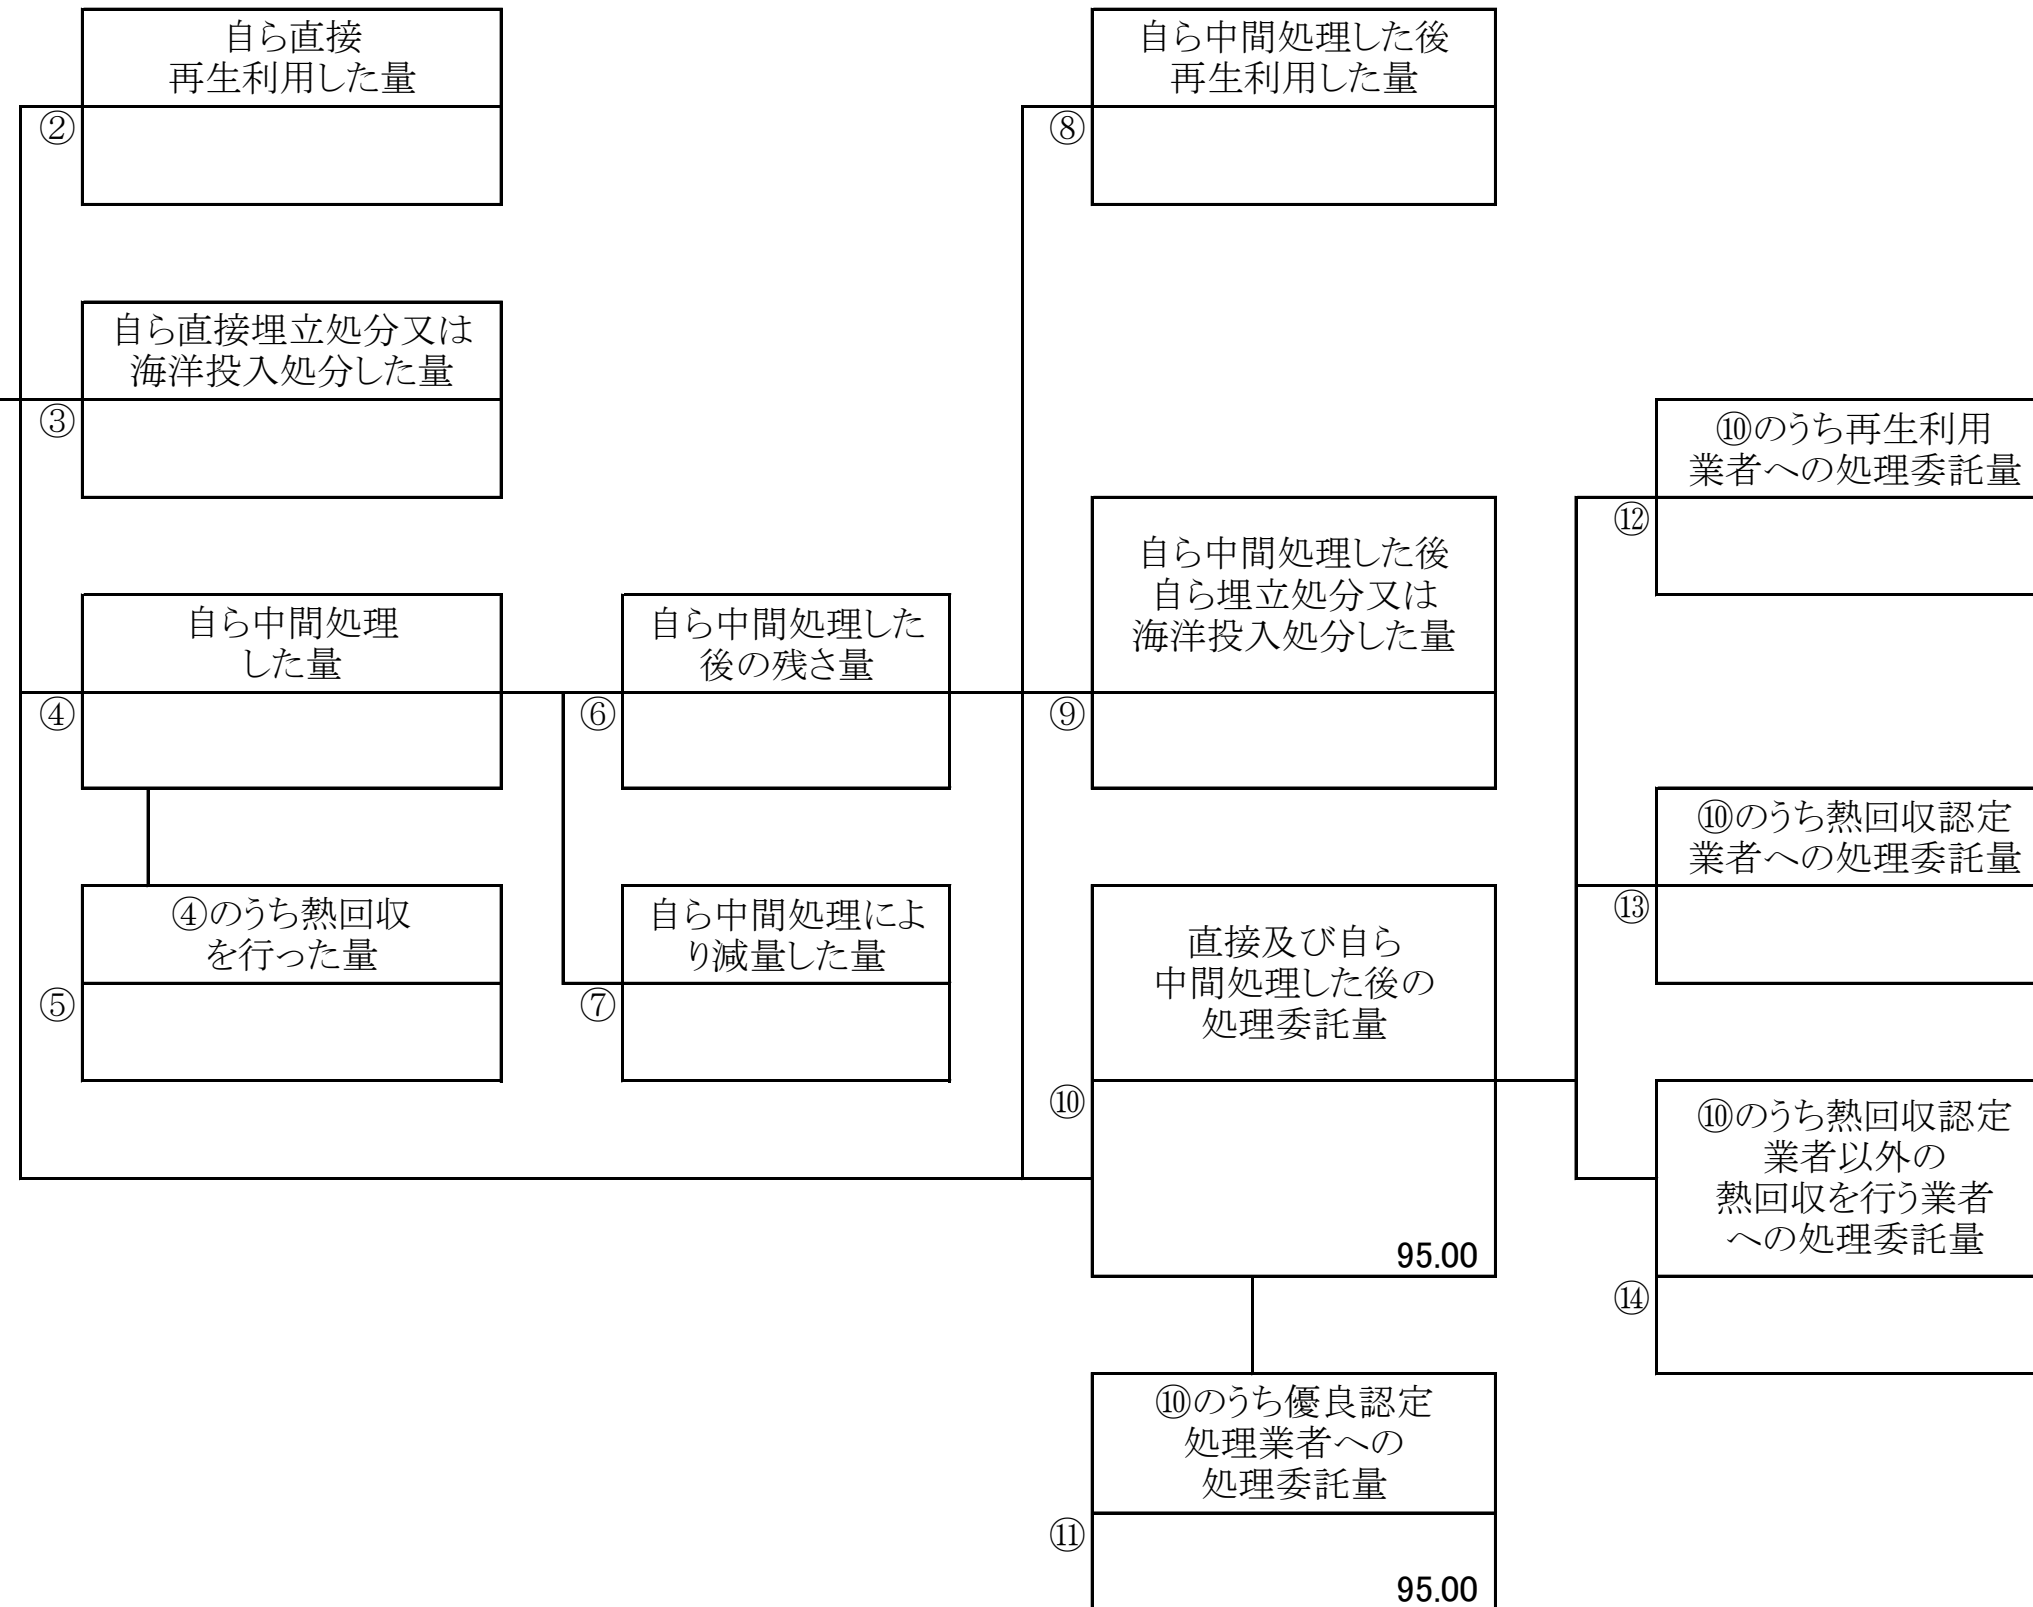 自ら直接
再生利用した量
②
自ら中間処理した後
再生利用した量
⑧
自ら直接埋立処分又は
海洋投入処分した量
③
⑩のうち再生利用
業者への処理委託量
⑫
自ら中間処理した後
自ら埋立処分又は
海洋投入処分した量
⑨
自ら中間処理
した量
④
自ら中間処理した
後の残さ量
⑥
⑩のうち熱回収認定
業者への処理委託量
⑬
④のうち熱回収
を行った量
⑤
自ら中間処理によ
り減量した量
⑦
直接及び自ら
中間処理した後の
処理委託量
⑩
95.00
⑩のうち熱回収認定
業者以外の
熱回収を行う業者
への処理委託量
⑭
⑩のうち優良認定
処理業者への
処理委託量
⑪
95.00